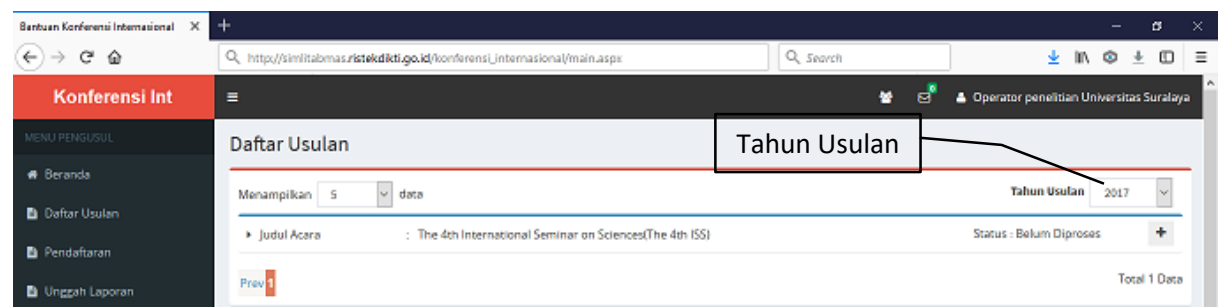 Bantuan Konferensi Internasional
http://simlitabmas.ristekdikti.go.id/konferensi_internasional/main.aspx
Search
Konferensi Int
0
Operator penelitian Universitas Suralaya
MENU PENGUSUL
Daftar Usulan
Tahun Usulan
Beranda
Menampilkan 5 data
Tahun Usulan 2017
Daftar Usulan
Judul Acara : The 4th International Seminar on Sciences(The 4th ISS)
Status : Belum Diproses
Pendaftaran
Prev 1
Total 1 Data
Unggah Laporan